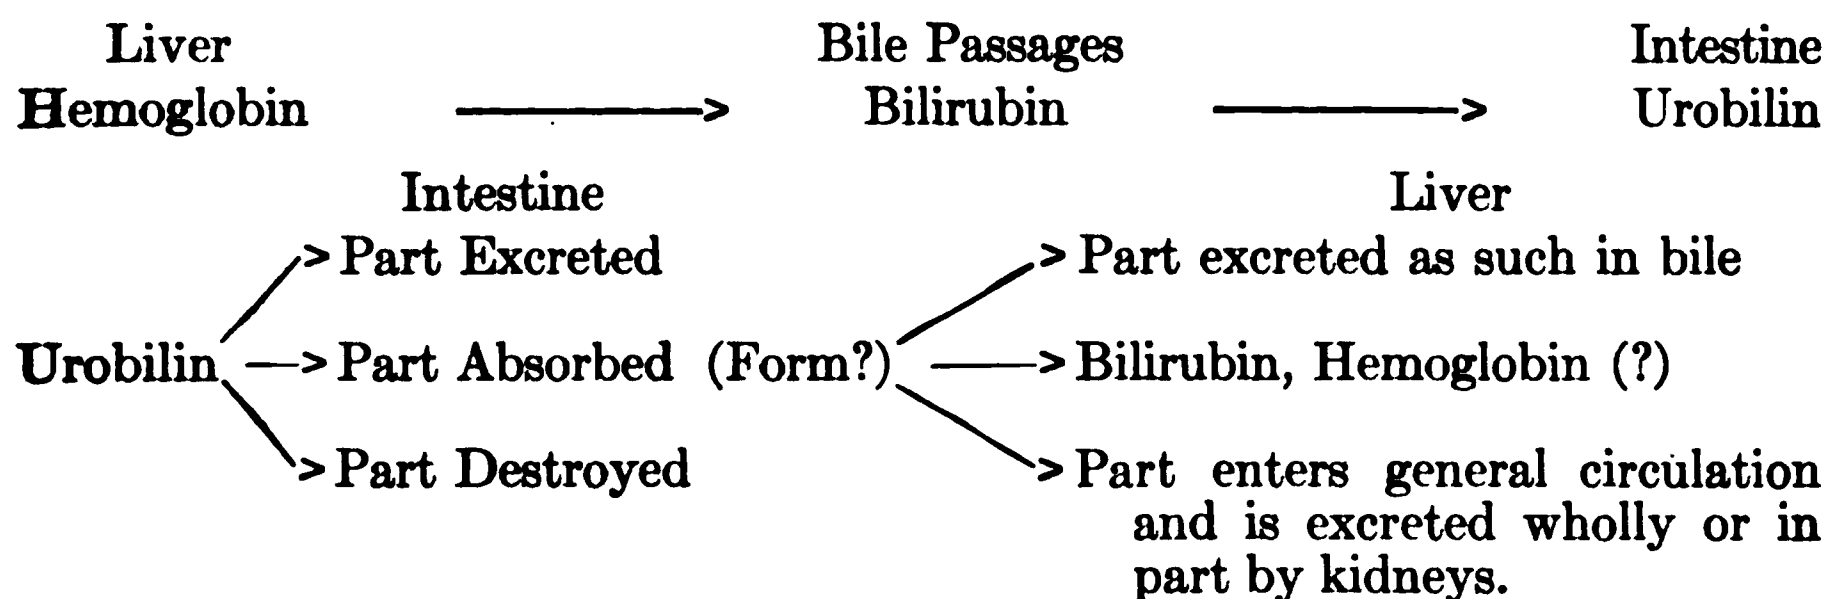 Liver Bile Passages Intestine
Hemoglobin Bilirubin Urobilin
Intestine Liver
Part Excreted Part excreted as such in bile
Urobilin Part Absorbed (Form?) Bilirubin, Hemoglobin (?)
Part Destroyed Part enters general circulation
and is excreted wholly or in
part by kidneys.